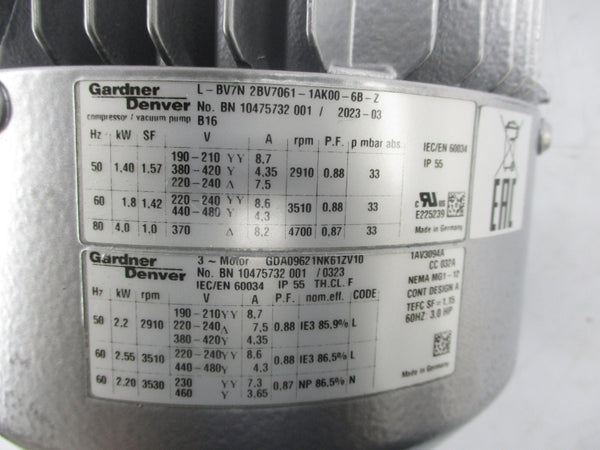 Gardner Denver
L - BV7N 2BV7061 - 1AK00 - 6B - Z
No. BN 10475732 001 / 2023 - 03
compressor / vacuum pump B16
Hz kW SF V A rpm P.F. p mbar abs
50 1.40 1.57 190-210 YY 8,7 2910 0,88 33
380-420 Y 4,35
220-240 Δ 7.5
60 1.8 1.42 220-240 YY 8.6 3510 0,88 33
440-480 Y 4.3
80 4.0 1.0 370 Δ 8.2 4700 0,87 33
IEC/EN 60034
IP 55
c RU us
E225239
EAC
Made in Germany
Gardner Denver
3 ~ Motor GDA09621NK61ZV10
No. BN 10475732 001 / 0323
IEC/EN 60034 IP 55 TH.CL. F
Hz kW rpm V A P.F. nom.eff. CODE
50 2.2 2910 190-210YY 8,7 0.88 IE3 85,9% L
220-240Δ 7,5
380-420Y 4.35
60 2.55 3510 220-240YY 8.6 0.88 IE3 86,5% L
440-480Y 4.3
60 2.20 3530 230 YY 7.3 0,87 NP 86,5% N
460 Y 3.65
1AV3094A
CC 032A
NEMA MG1 - 12
CONT DESIGN A
TEFC SF= 1,15
60HZ: 3.0 HP
Made in Germany